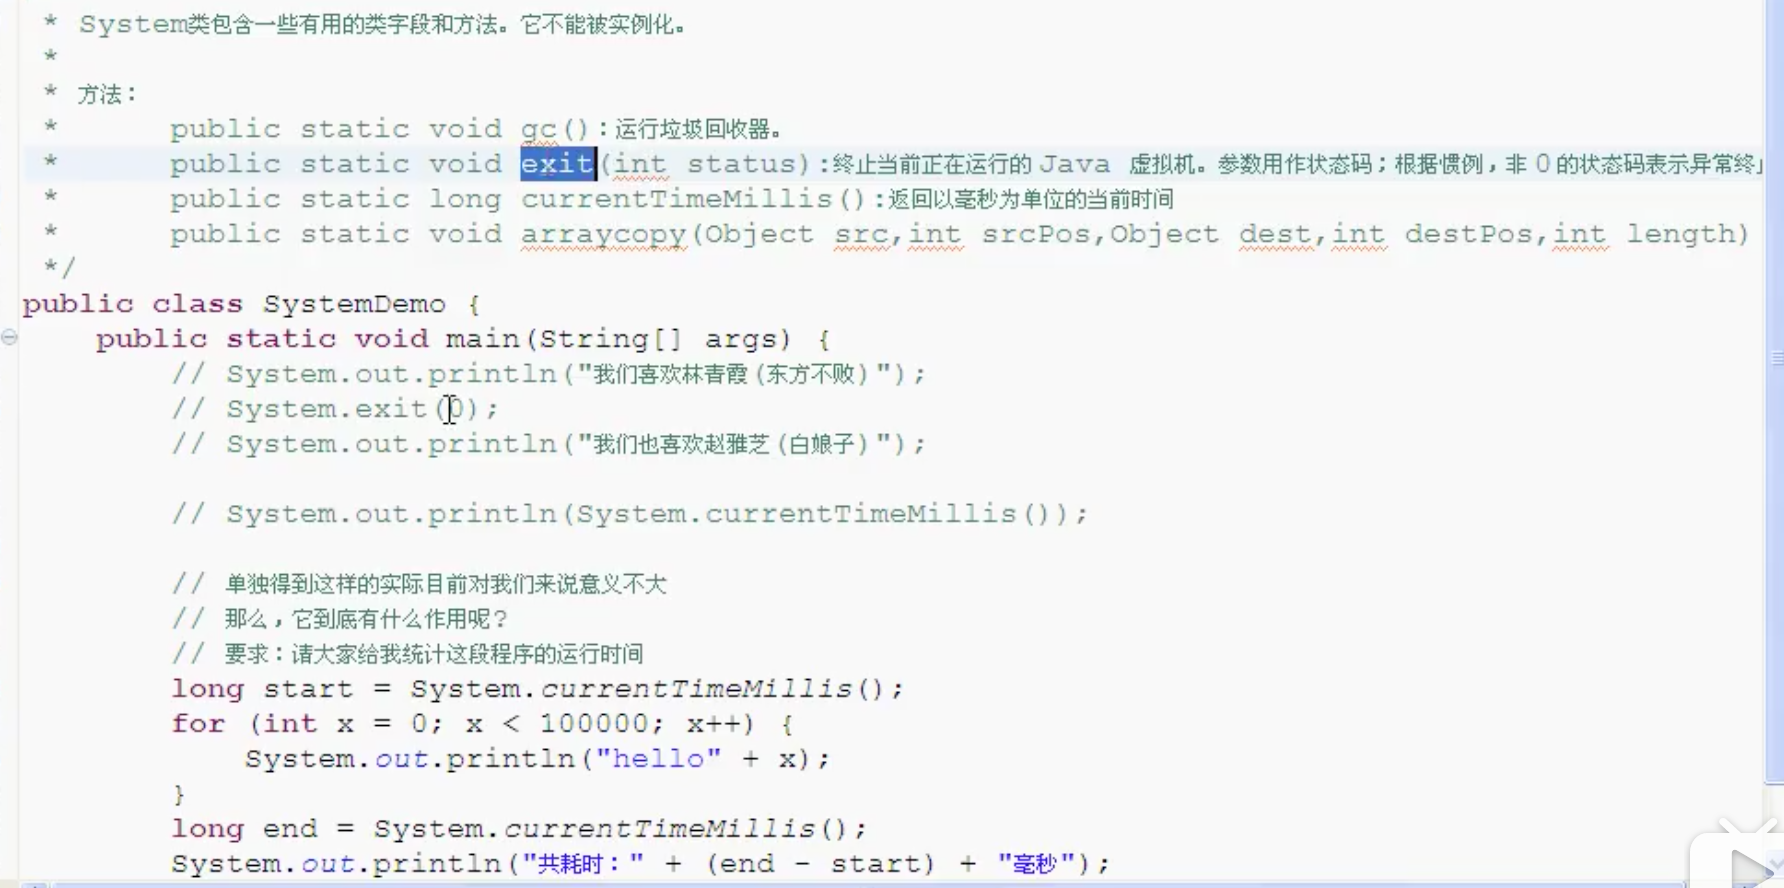 * System类包含一些有用的类字段和方法。它不能被实例化。
*
* 方法：
* public static void gc()：运行垃圾回收器。
* public static void exit(int status)：终止当前正在运行的 Java 虚拟机。参数用作状态码；根据惯例，非 0 的状态码表示异常终
* public static long currentTimeMillis()：返回以毫秒为单位的当前时间
* public static void arraycopy(Object src,int srcPos,Object dest,int destPos,int length)
*/
public class SystemDemo {
public static void main(String[] args) {
// System.out.println("我们喜欢林青霞(东方不败)");
// System.exit(0);
// System.out.println("我们也喜欢赵雅芝(白娘子)");
// System.out.println(System.currentTimeMillis());
// 单独得到这样的实际目前对我们来说意义不大
// 那么，它到底有什么作用呢？
// 要求：请大家给我统计这段程序的运行时间
long start = System.currentTimeMillis();
for (int x = 0; x < 100000; x++) {
System.out.println("hello" + x);
}
long end = System.currentTimeMillis();
System.out.println("共耗时：" + (end - start) + "毫秒");